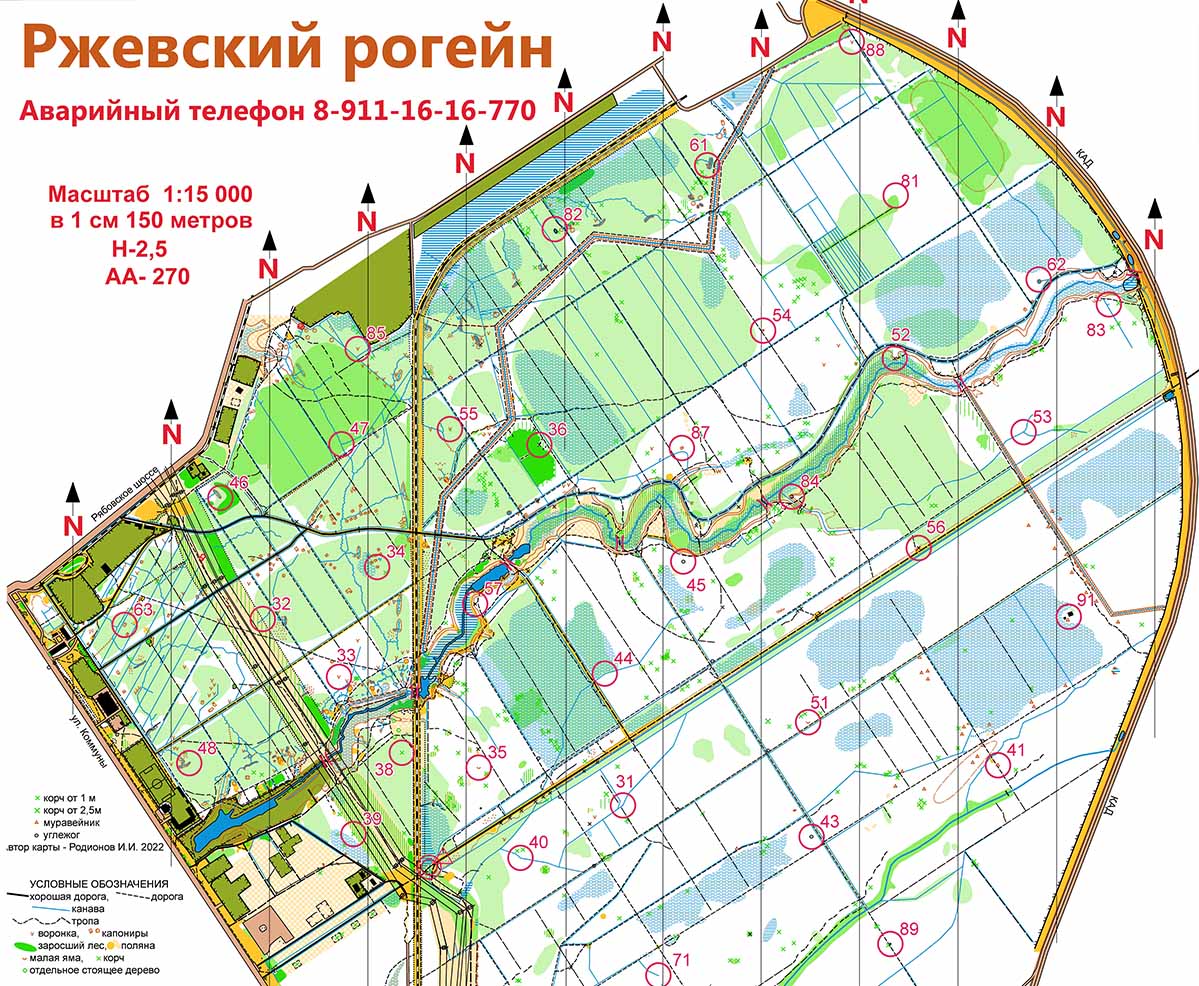 Ржевский рогейн
Аварийный телефон 8-911-16-16-770
Масштаб 1:15 000
в 1 см 150 метров
Н-2,5
АА- 270
N
N
N
N
N
N
N
N
N
N
N
88
КАД
61
81
82
62
54
83
85
52
55
36
53
47
87
Рябовское шоссе
46
84
56
34
45
57
91
63
32
33
44
51
ул. Коммуны
48
38
35
41
31
КАД
39
43
40
89
71
корч от 1 м
корч от 2,5м
муравейник
углежог
втор карты - Родионов И.И. 2022
УСЛОВНЫЕ ОБОЗНАЧЕНИЯ
хорошая дорога, дорога
канава
тропа
воронка, капониры
заросший лес, поляна
малая яма, корч
отдельное стоящее дерево